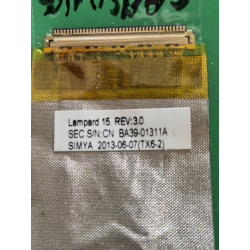 Lampard 15 REV:3.0
SEC S/N:CN BA39-01311A
SIMYA 2013-06-07(TX6-2)